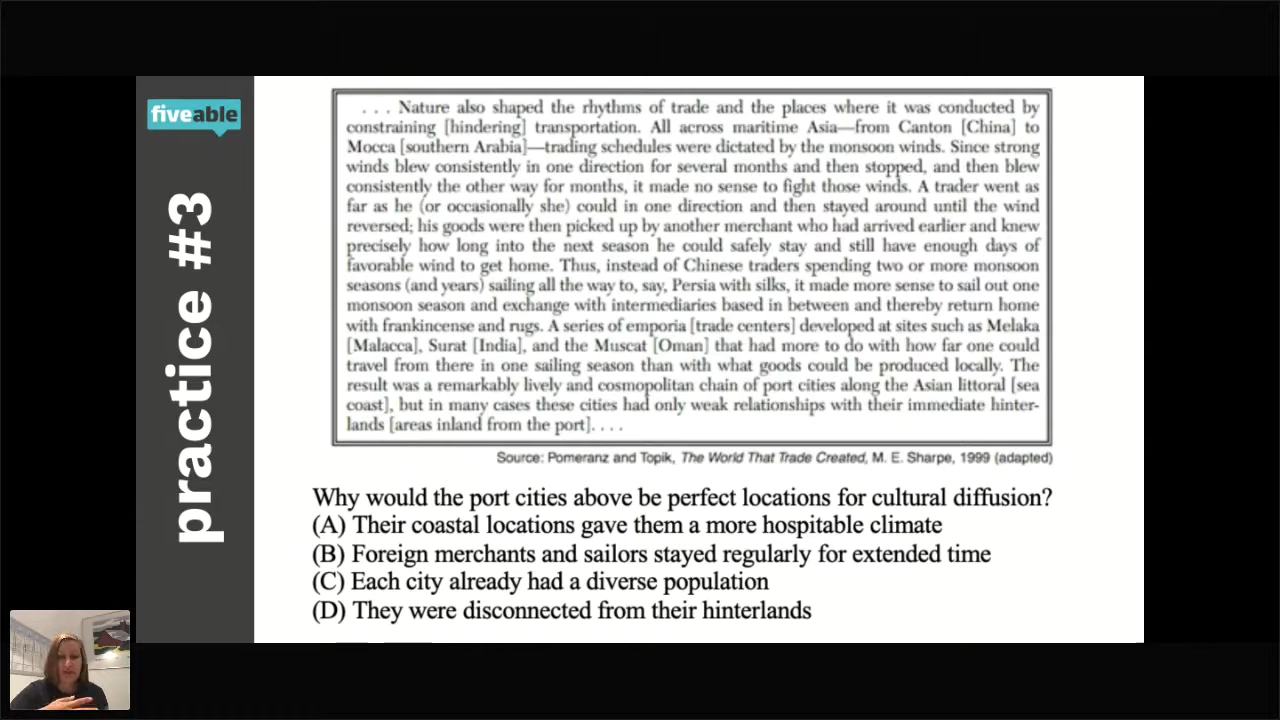 fiveable
practice #3
. . . Nature also shaped the rhythms of trade and the places where it was conducted by
constraining [hindering] transportation. All across maritime Asia—from Canton [China] to
Mocca [southern Arabia]—trading schedules were dictated by the monsoon winds. Since strong
winds blew consistently in one direction for several months and then stopped, and then blew
consistently the other way for months, it made no sense to fight those winds. A trader went as
far as he (or occasionally she) could in one direction and then stayed around until the wind
reversed; his goods were then picked up by another merchant who had arrived earlier and knew
precisely how long into the next season he could safely stay and still have enough days of
favorable wind to get home. Thus, instead of Chinese traders spending two or more monsoon
seasons (and years) sailing all the way to, say, Persia with silks, it made more sense to sail out one
monsoon season and exchange with intermediaries based in between and thereby return home
with frankincense and rugs. A series of emporia [trade centers] developed at sites such as Melaka
[Malacca], Surat [India], and the Muscat [Oman] that had more to do with how far one could
travel from there in one sailing season than with what goods could be produced locally. The
result was a remarkably lively and cosmopolitan chain of port cities along the Asian littoral [sea
coast], but in many cases these cities had only weak relationships with their immediate hinter-
lands [areas inland from the port]. . . .
Source: Pomeranz and Topik, The World That Trade Created, M. E. Sharpe, 1999 (adapted)
Why would the port cities above be perfect locations for cultural diffusion?
(A) Their coastal locations gave them a more hospitable climate
(B) Foreign merchants and sailors stayed regularly for extended time
(C) Each city already had a diverse population
(D) They were disconnected from their hinterlands